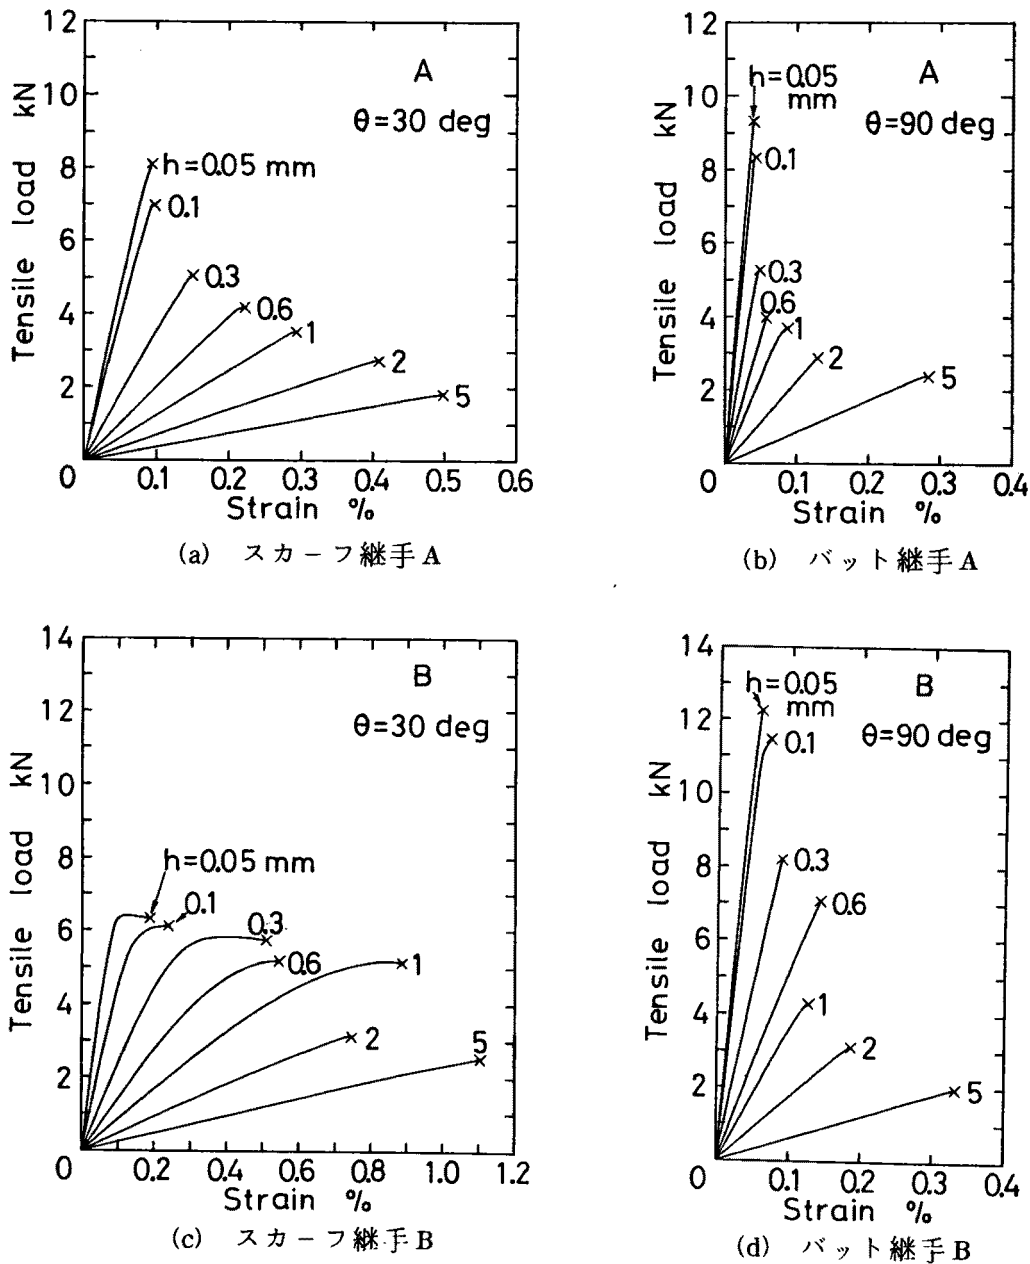 12
10
8
6
4
2
0
Tensile load kN
A
θ=30 deg
h=0.05 mm
0.1
0.3
0.6
1
2
5
0.1 0.2 0.3 0.4 0.5 0.6
Strain %
(a) スカーフ継手A
12
10
8
6
4
2
0
Tensile load kN
A
h=0.05
mm
θ=90 deg
0.1
0.3
0.6
1
2
5
0.1 0.2 0.3 0.4
Strain %
(b) バット継手A
14
12
10
8
6
4
2
0
Tensile load kN
B
θ=30 deg
h=0.05 mm
0.1
0.3
0.6
1
2
5
0.2 0.4 0.6 0.8 1.0 1.2
Strain %
(c) スカーフ継手B
14
12
10
8
6
4
2
0
Tensile load kN
B
h=0.05
mm
θ=90 deg
0.1
0.3
0.6
1
2
5
0.1 0.2 0.3 0.4
Strain %
(d) バット継手B